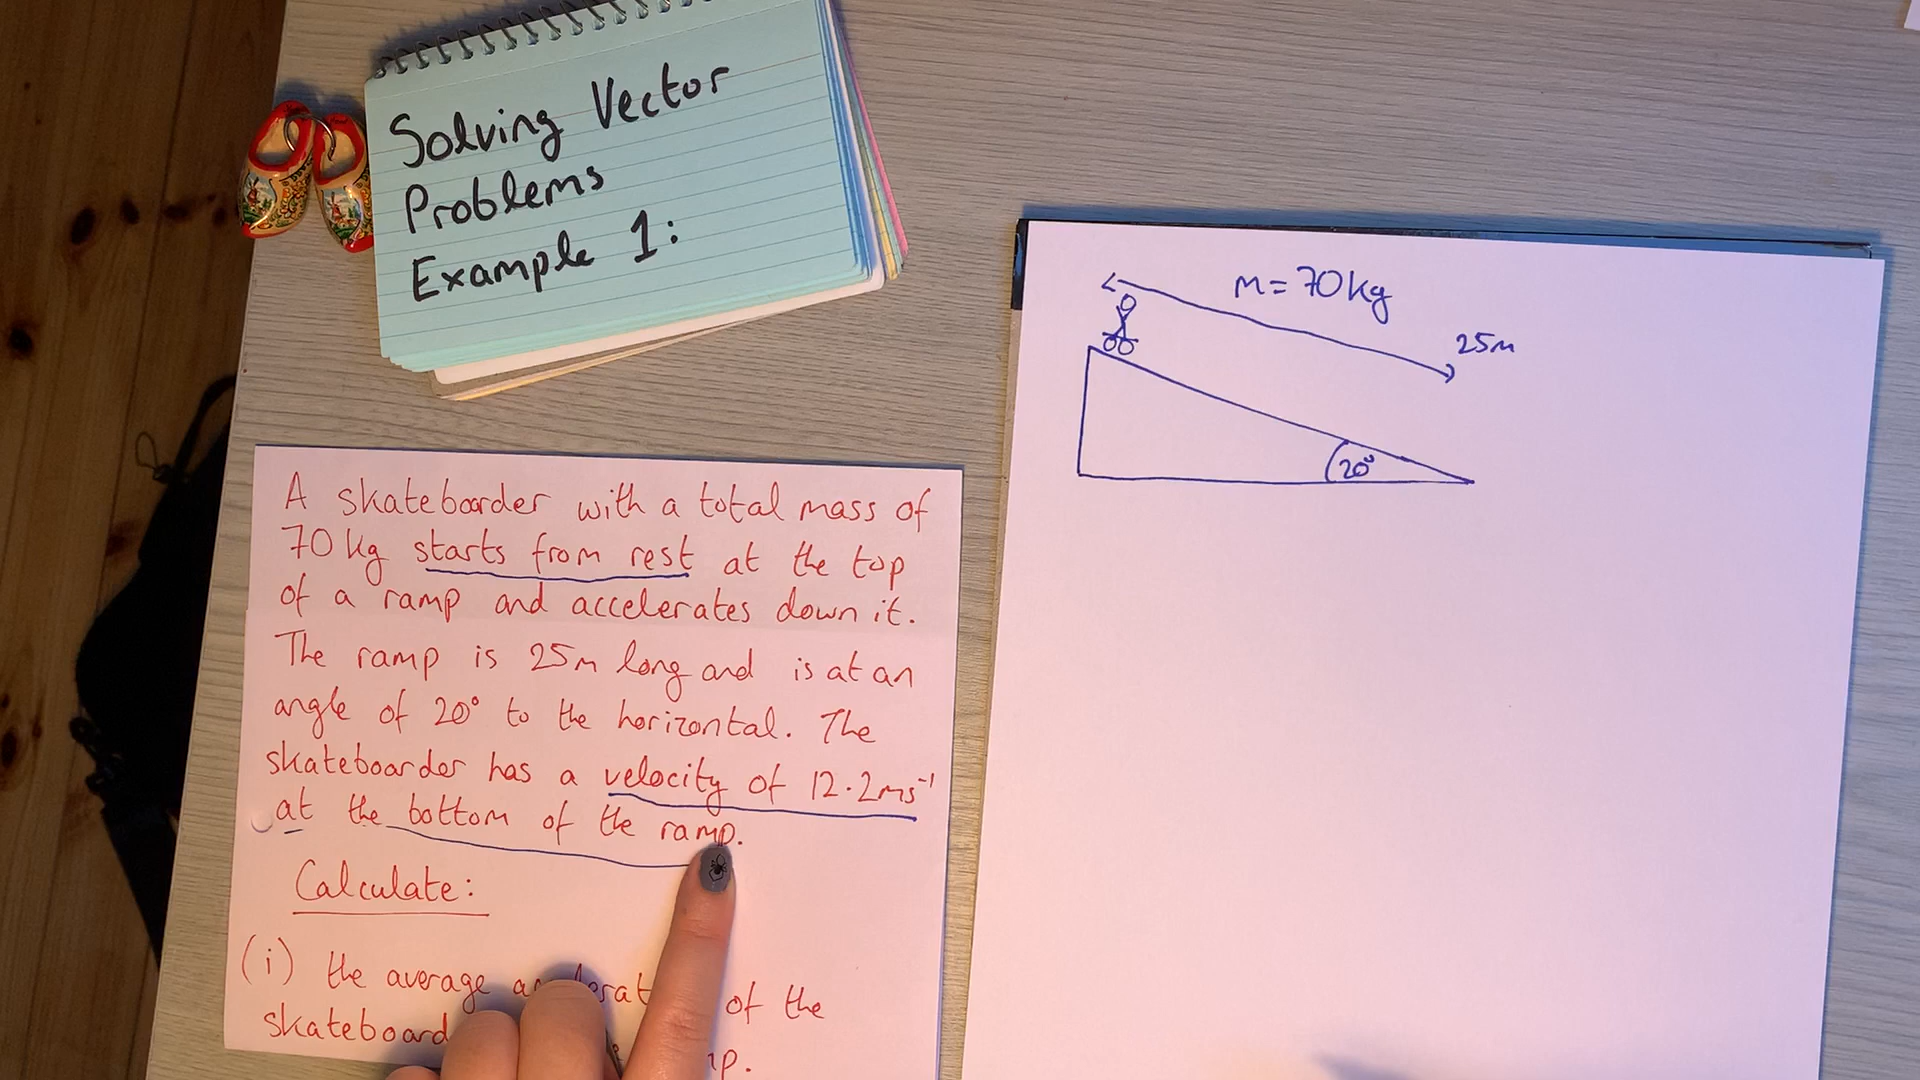 Solving Vector
Problems
Example 1:
A skateboarder with a total mass of
70 kg starts from rest at the top
of a ramp and accelerates down it.
The ramp is 25m long and is at an
angle of 20° to the horizontal. The
skateboarder has a velocity of 12.2ms⁻¹
at the bottom of the ramp.
Calculate:
(i) the average of the
m = 70kg
25m
20°